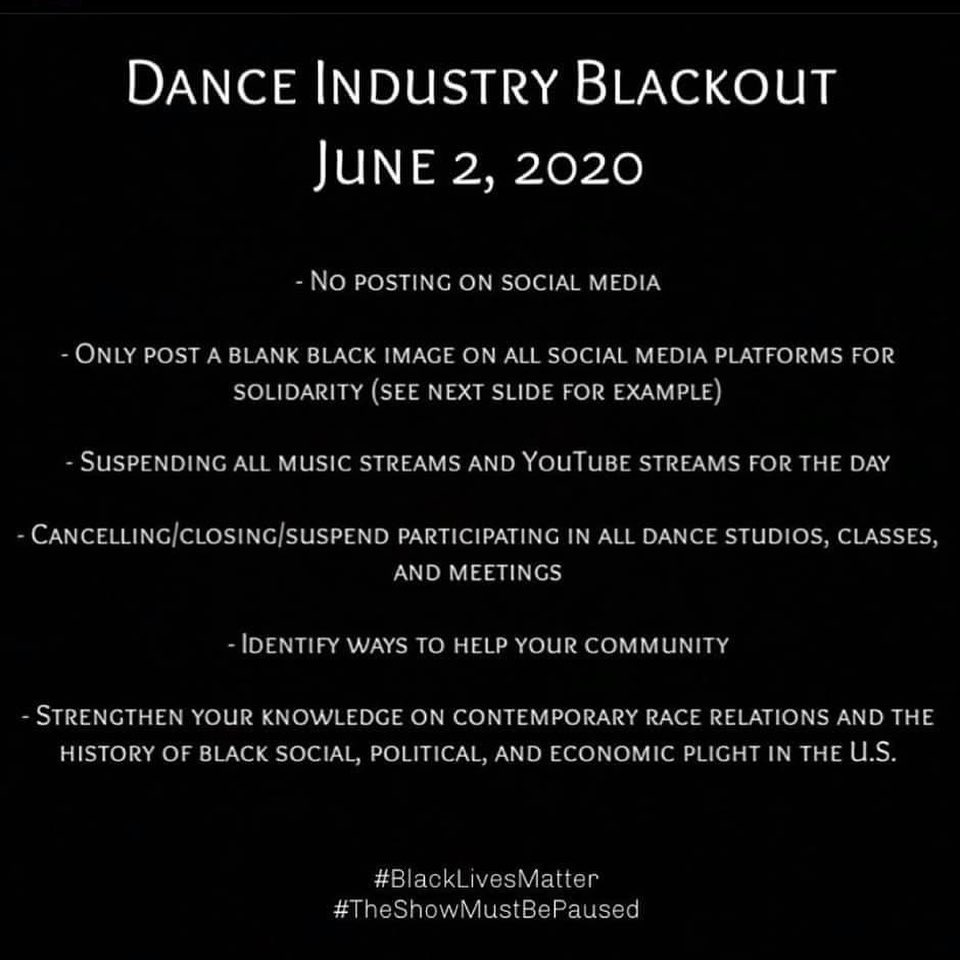 Dance Industry Blackout
June 2, 2020
- No posting on social media
- Only post a blank black image on all social media platforms for
solidarity (see next slide for example)
- Suspending all music streams and YouTube streams for the day
- Cancelling/closing/suspend participating in all dance studios, classes,
and meetings
- Identify ways to help your community
- Strengthen your knowledge on contemporary race relations and the
history of black social, political, and economic plight in the U.S.
#BlackLivesMatter
#TheShowMustBePaused